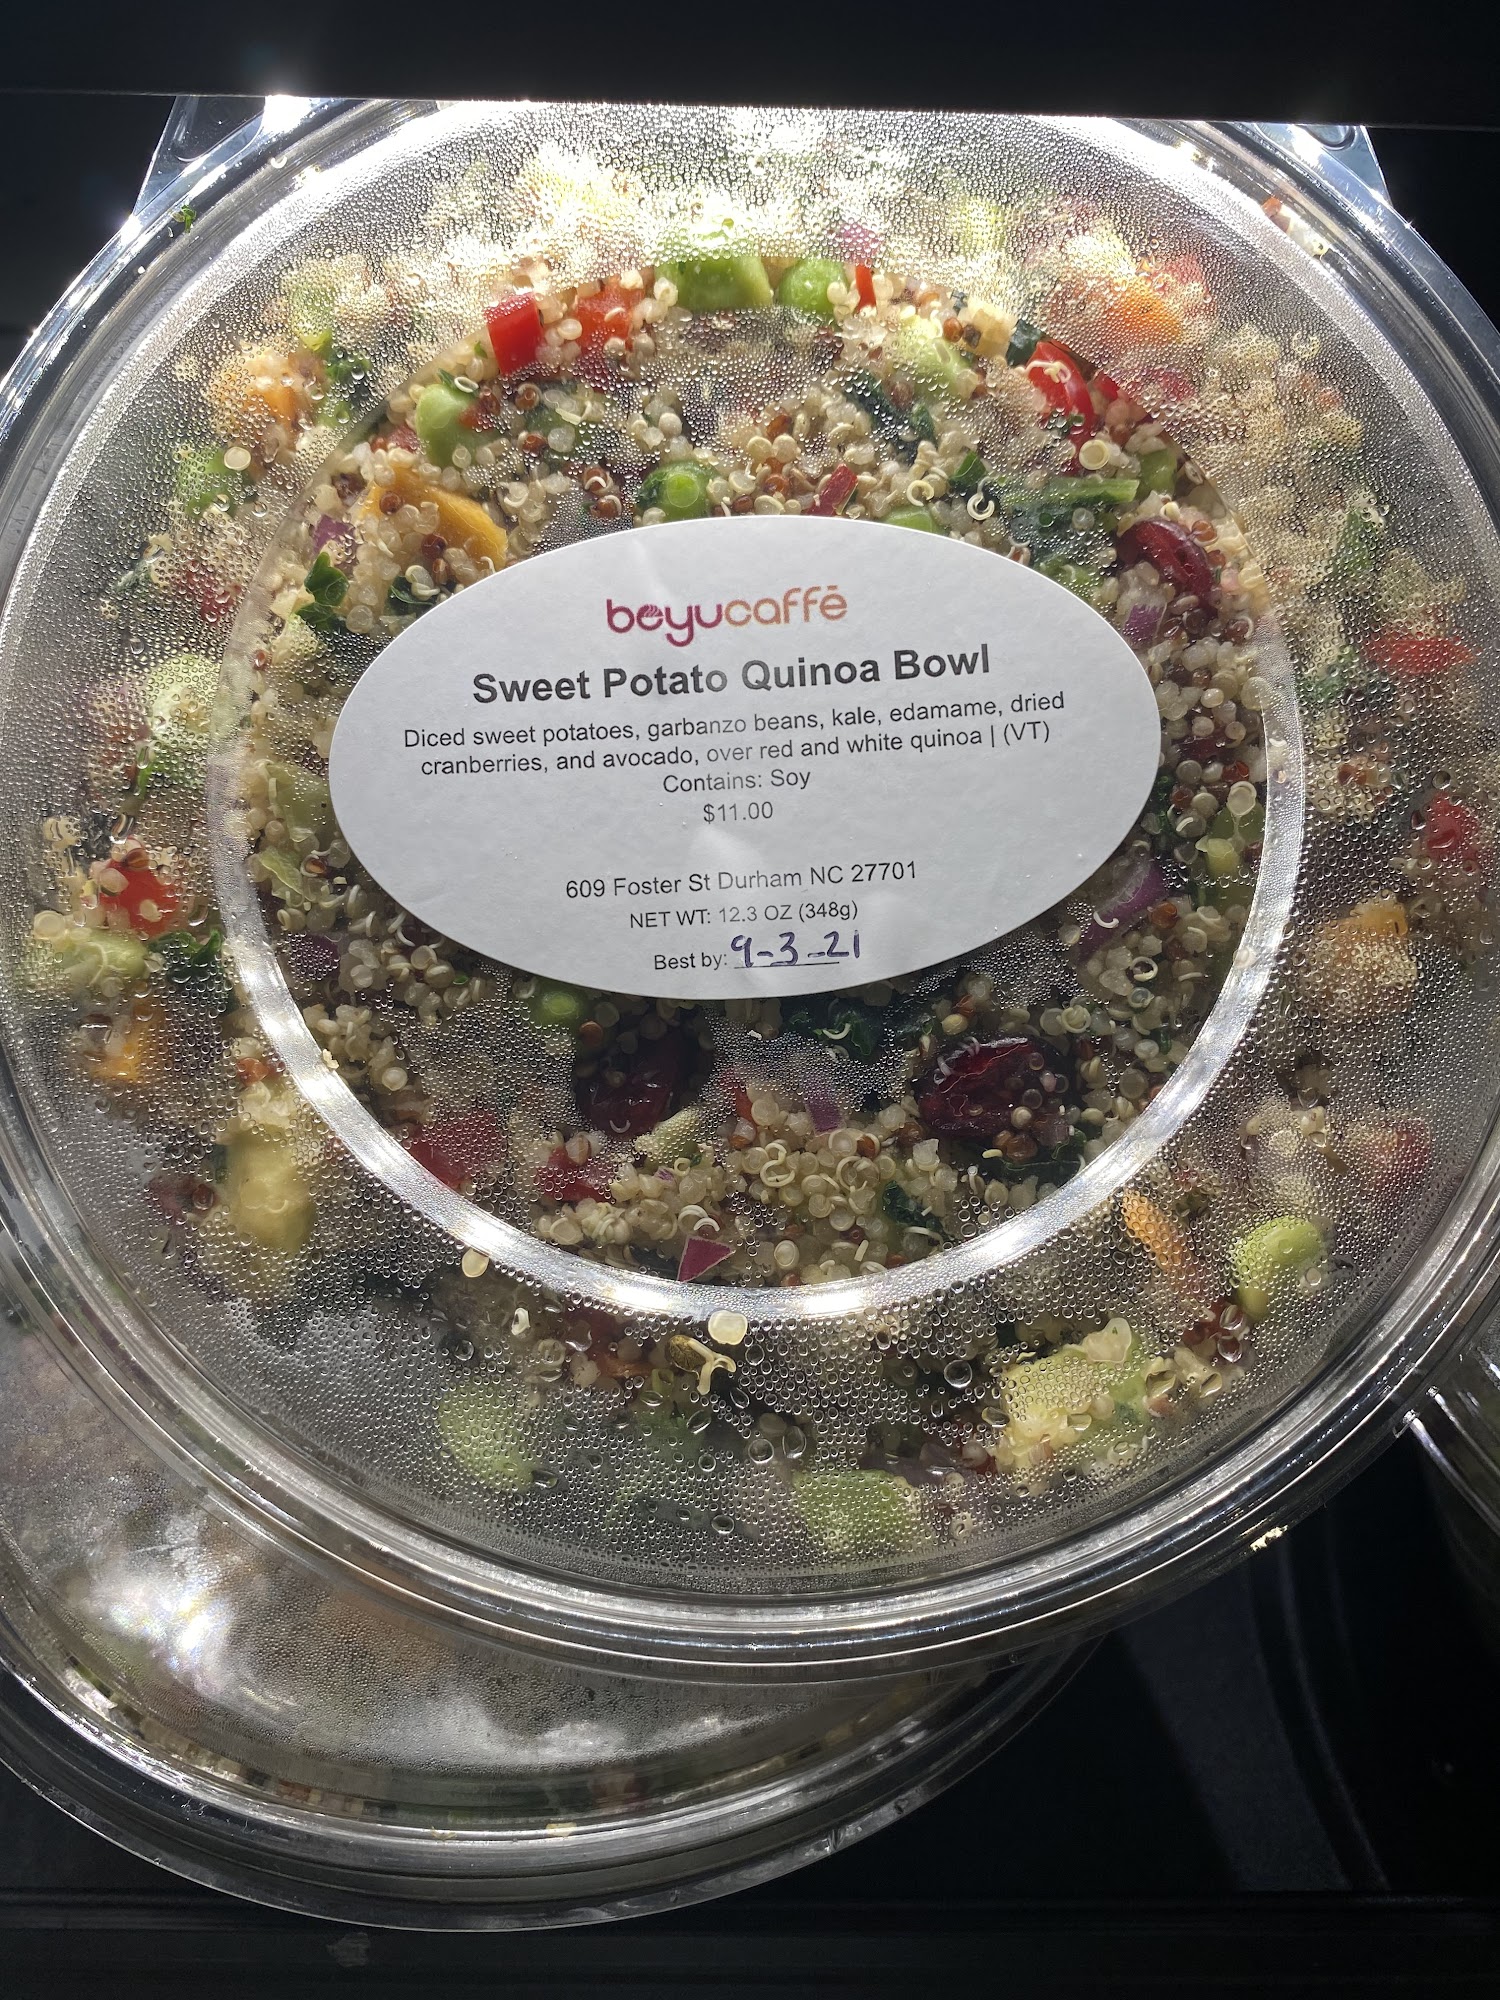 beyucaffē
Sweet Potato Quinoa Bowl
Diced sweet potatoes, garbanzo beans, kale, edamame, dried
cranberries, and avocado, over red and white quinoa | (VT)
Contains: Soy
$11.00
609 Foster St Durham NC 27701
NET WT: 12.3 OZ (348g)
Best by: 9-3-21